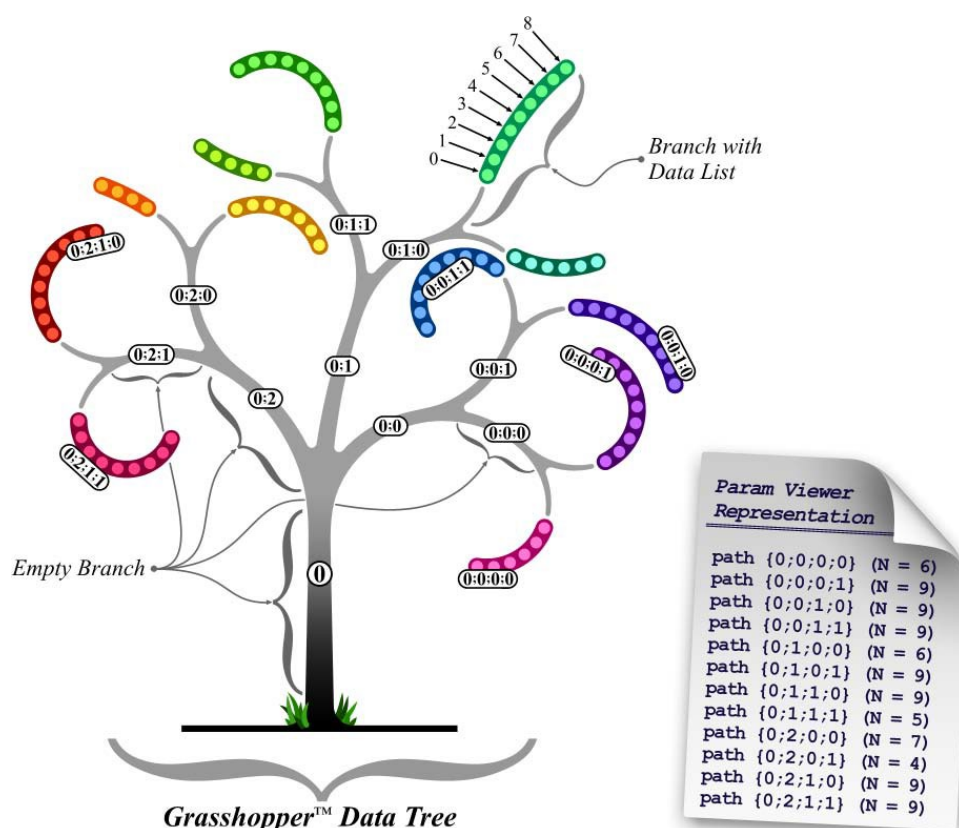 8
7
6
5
4
3
2
1
0
Branch with
Data List
0;1;1
0;1;0
0;2;1;0
0;0;1;1
0;2;0
0;2;1
0;1
0;0;1
0;0;0;1
0;0;1;0
0;2
0;0
0;0;0
0;2;1;1
Empty Branch
0
0;0;0;0
Grasshopper™ Data Tree
Param Viewer
Representation
path {0;0;0;0} (N = 6)
path {0;0;0;1} (N = 9)
path {0;0;1;0} (N = 9)
path {0;0;1;1} (N = 9)
path {0;1;0;0} (N = 6)
path {0;1;0;1} (N = 9)
path {0;1;1;0} (N = 9)
path {0;1;1;1} (N = 5)
path {0;2;0;0} (N = 7)
path {0;2;0;1} (N = 4)
path {0;2;1;0} (N = 9)
path {0;2;1;1} (N = 9)